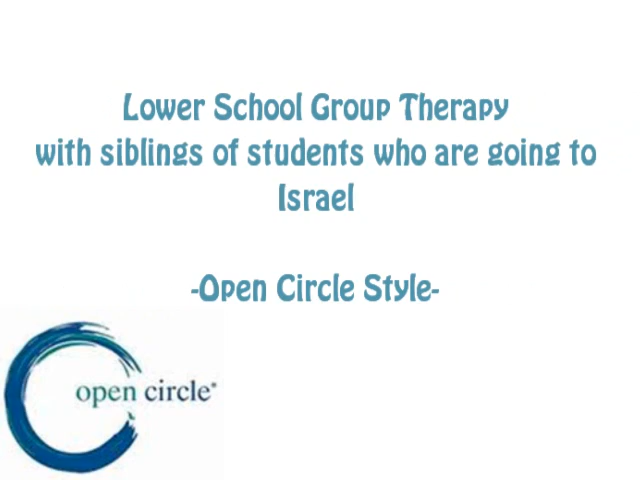 Lower School Group Therapy
with siblings of students who are going to
Israel
-Open Circle Style-
open circle®